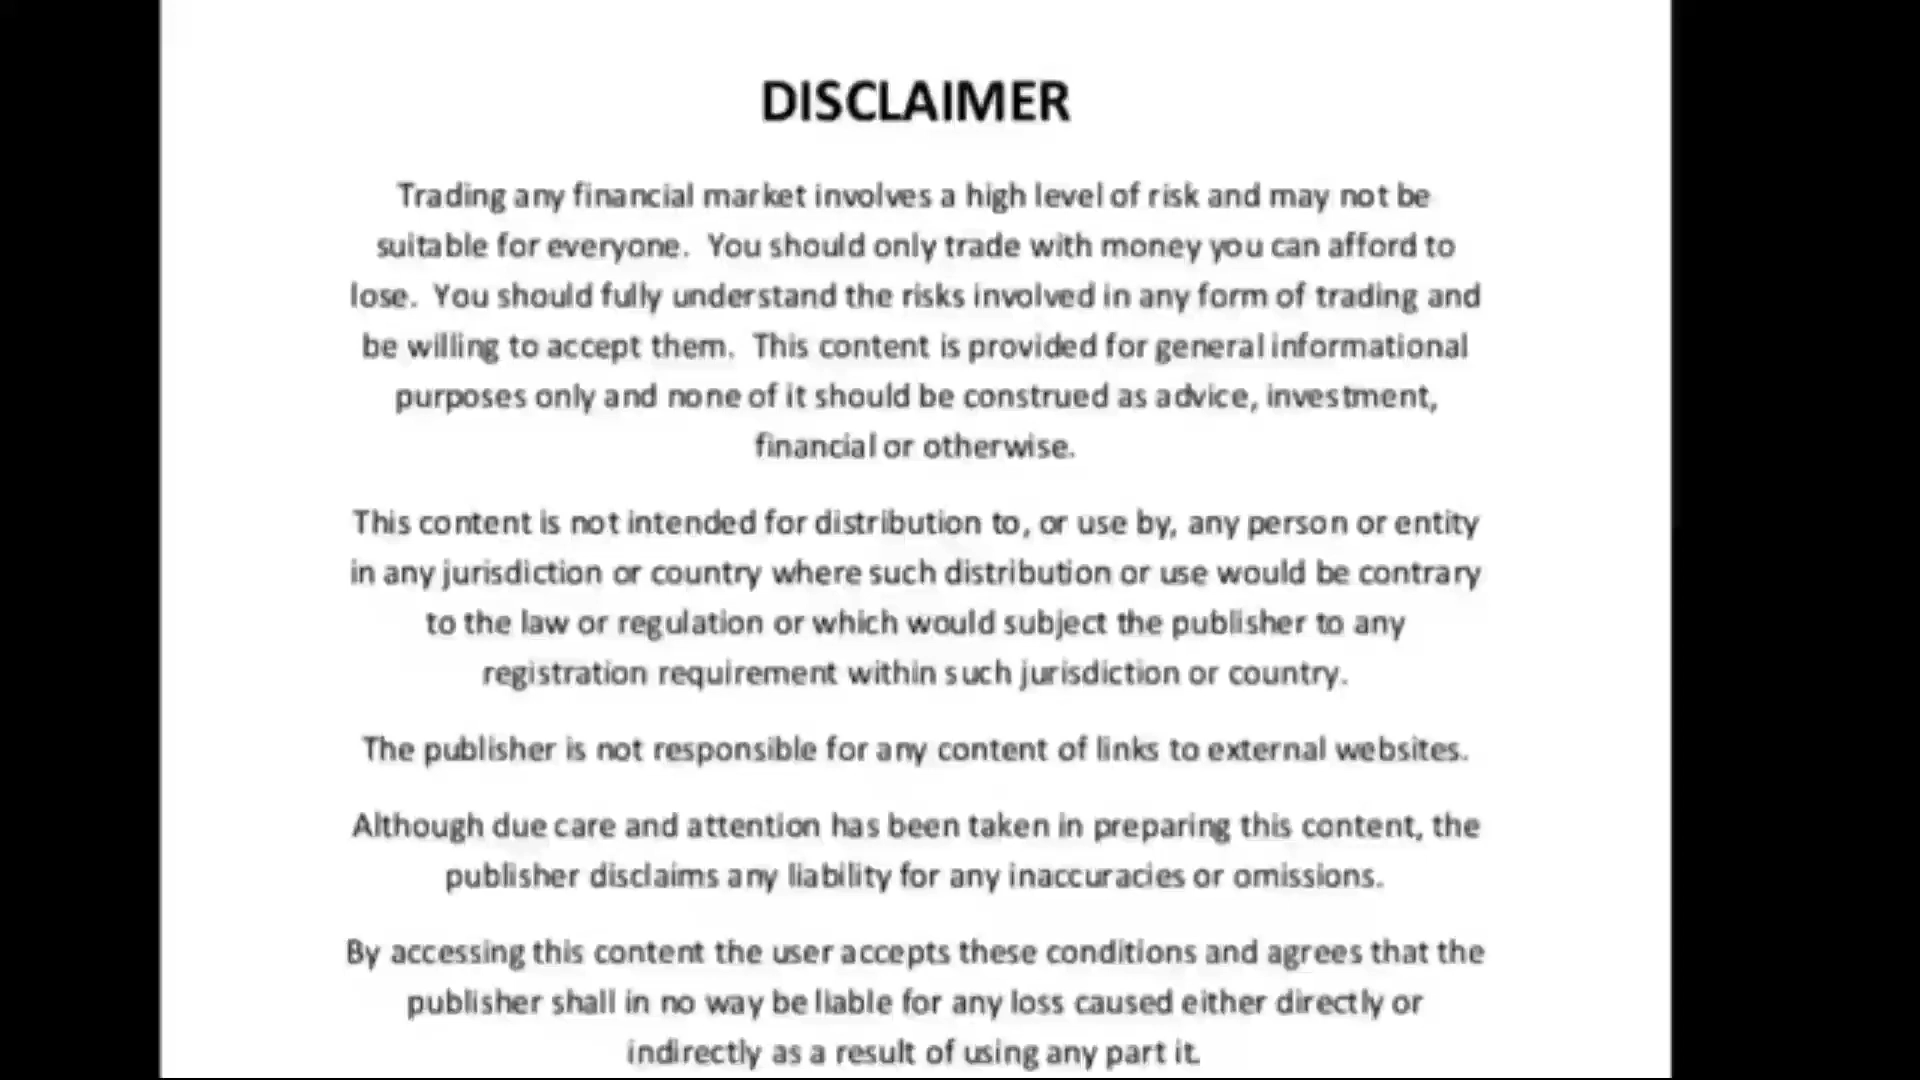 DISCLAIMER
Trading any financial market involves a high level of risk and may not be
suitable for everyone. You should only trade with money you can afford to
lose. You should fully understand the risks involved in any form of trading and
be willing to accept them. This content is provided for general informational
purposes only and none of it should be construed as advice, investment,
financial or otherwise.
This content is not intended for distribution to, or use by, any person or entity
in any jurisdiction or country where such distribution or use would be contrary
to the law or regulation or which would subject the publisher to any
registration requirement within such jurisdiction or country.
The publisher is not responsible for any content of links to external websites.
Although due care and attention has been taken in preparing this content, the
publisher disclaims any liability for any inaccuracies or omissions.
By accessing this content the user accepts these conditions and agrees that the
publisher shall in no way be liable for any loss caused either directly or
indirectly as a result of using any part it.